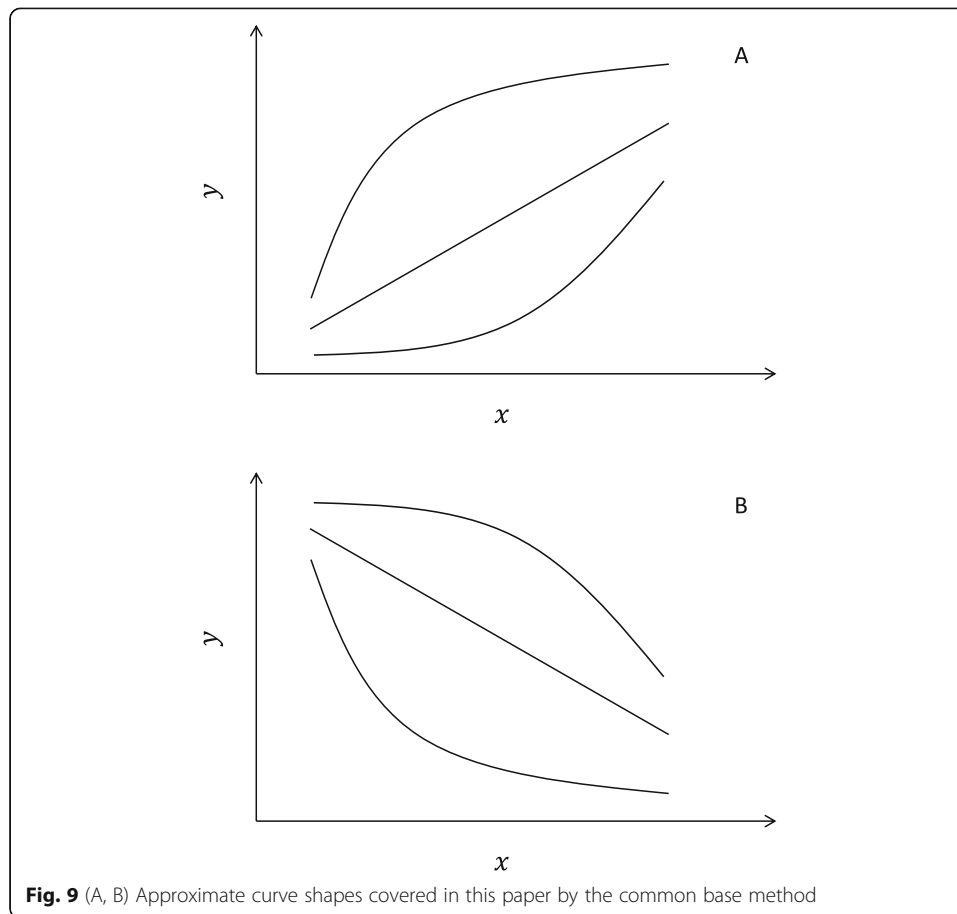 A
y
x
B
y
x
Fig. 9 (A, B) Approximate curve shapes covered in this paper by the common base method